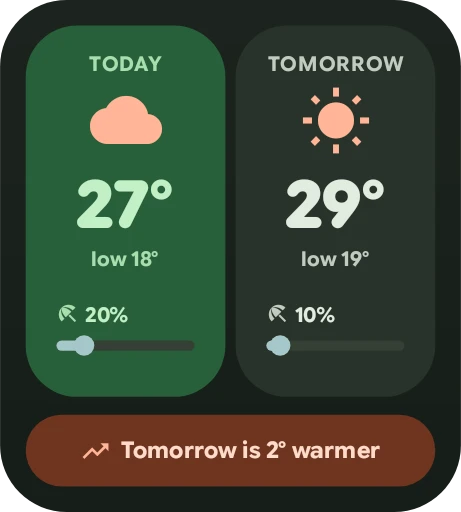 TODAY
27°
low 18°
20%
TOMORROW
29°
low 19°
10%
Tomorrow is 2° warmer